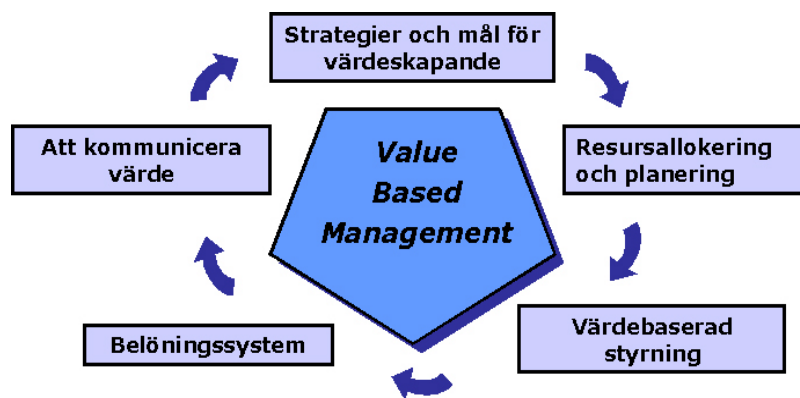 Strategier och mål för
värdeskapande
Att kommunicera
värde
Value
Based
Management
Resursallokering
och planering
Belöningssystem
Värdebaserad
styrning